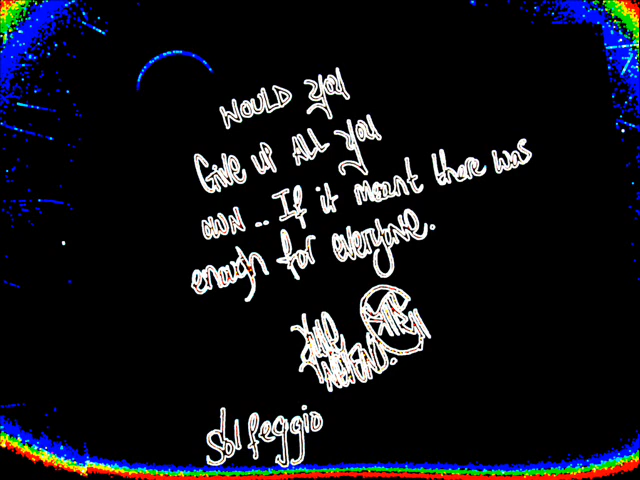 WOULD you
Give up ALL you
OWN .. If it meant there was
enough for everyone.
Solfeggio